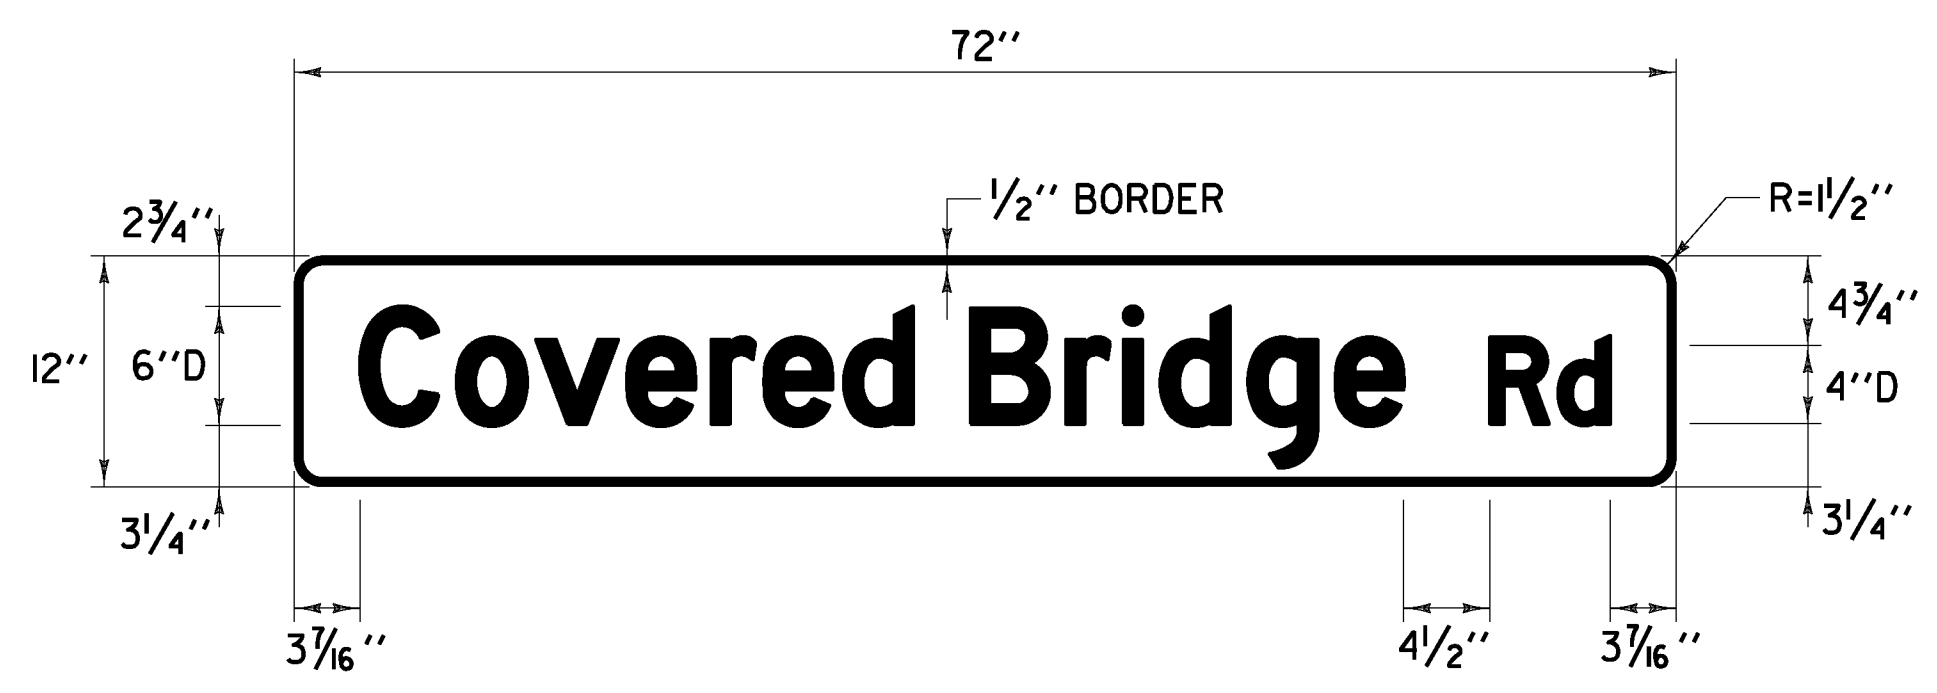 72''
1/2'' BORDER
R=1 1/2''
2 3/4''
12''
6''D
Covered Bridge Rd
4 3/4''
4''D
3 1/4''
3 1/4''
3 7/16''
4 1/2''
3 7/16''